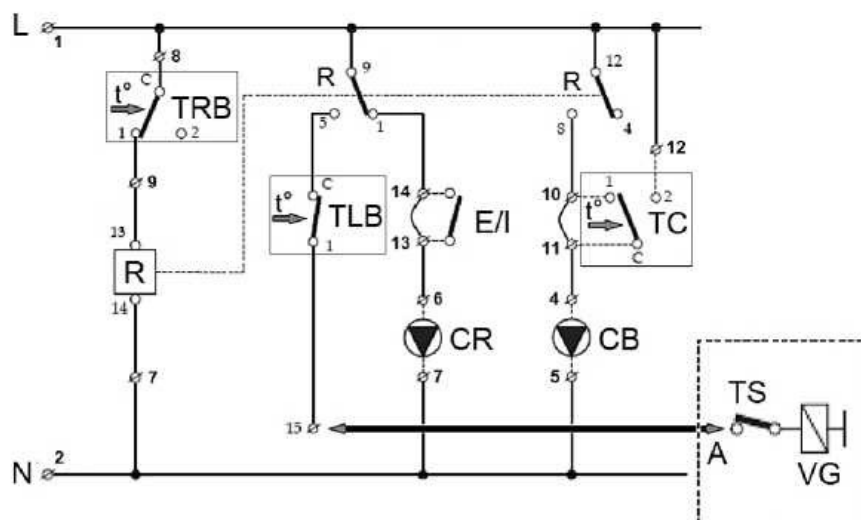 L 1
8
C
t° TRB
1 2
9
13
R
14
7
N 2
R 9
5 1
C
t° TLB
1
15
14
13
E/I
6
CR
7
R 12
8 4
12
10 1 2
t° TC
11 C
4
CB
5
A
TS
VG